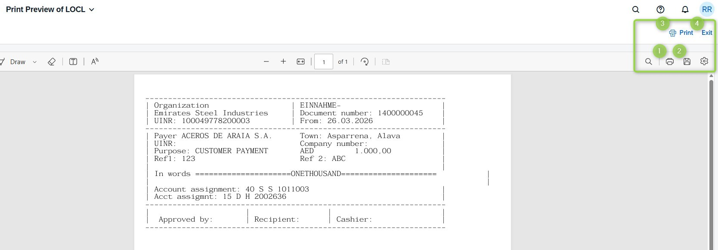 Print Preview of LOCL
RR
3 4
Print Exit
1 2
Draw
1 of 1
Organization EINNAHME-
Emirates Steel Industries Document number: 1400000045
UINR: 100049778200003 From: 26.03.2026
Payer ACEROS DE ARAIA S.A. Town: Asparrena, Alava
UINR: Company number:
Purpose: CUSTOMER PAYMENT AED 1.000,00
Ref1: 123 Ref 2: ABC
In words =====================ONETHOUSAND=====================
Account assignment: 40 S S 1011003
Acct assigmnt: 15 D H 2002636
Approved by: Recipient: Cashier: